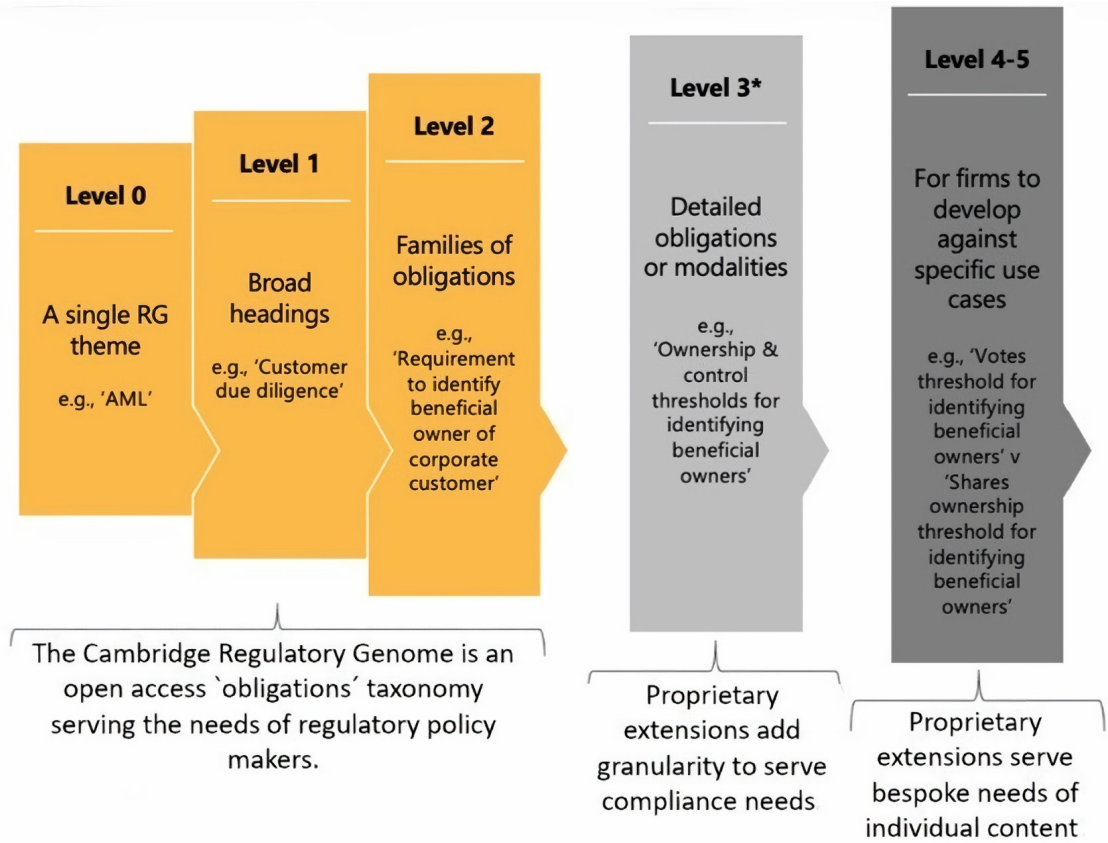 Level 0
A single RG
theme
e.g., 'AML'
Level 1
Broad
headings
e.g., 'Customer
due diligence'
Level 2
Families of
obligations
e.g.,
'Requirement
to identify
beneficial
owner of
corporate
customer'
The Cambridge Regulatory Genome is an
open access `obligations´ taxonomy
serving the needs of regulatory policy
makers.
Level 3*
Detailed
obligations
or modalities
e.g.,
'Ownership &
control
thresholds for
identifying
beneficial
owners'
Proprietary
extensions add
granularity to serve
compliance needs
Level 4-5
For firms to
develop
against
specific use
cases
e.g., 'Votes
threshold for
identifying
beneficial
owners' v
'Shares
ownership
threshold for
identifying
beneficial
owners'
Proprietary
extensions serve
bespoke needs of
individual content